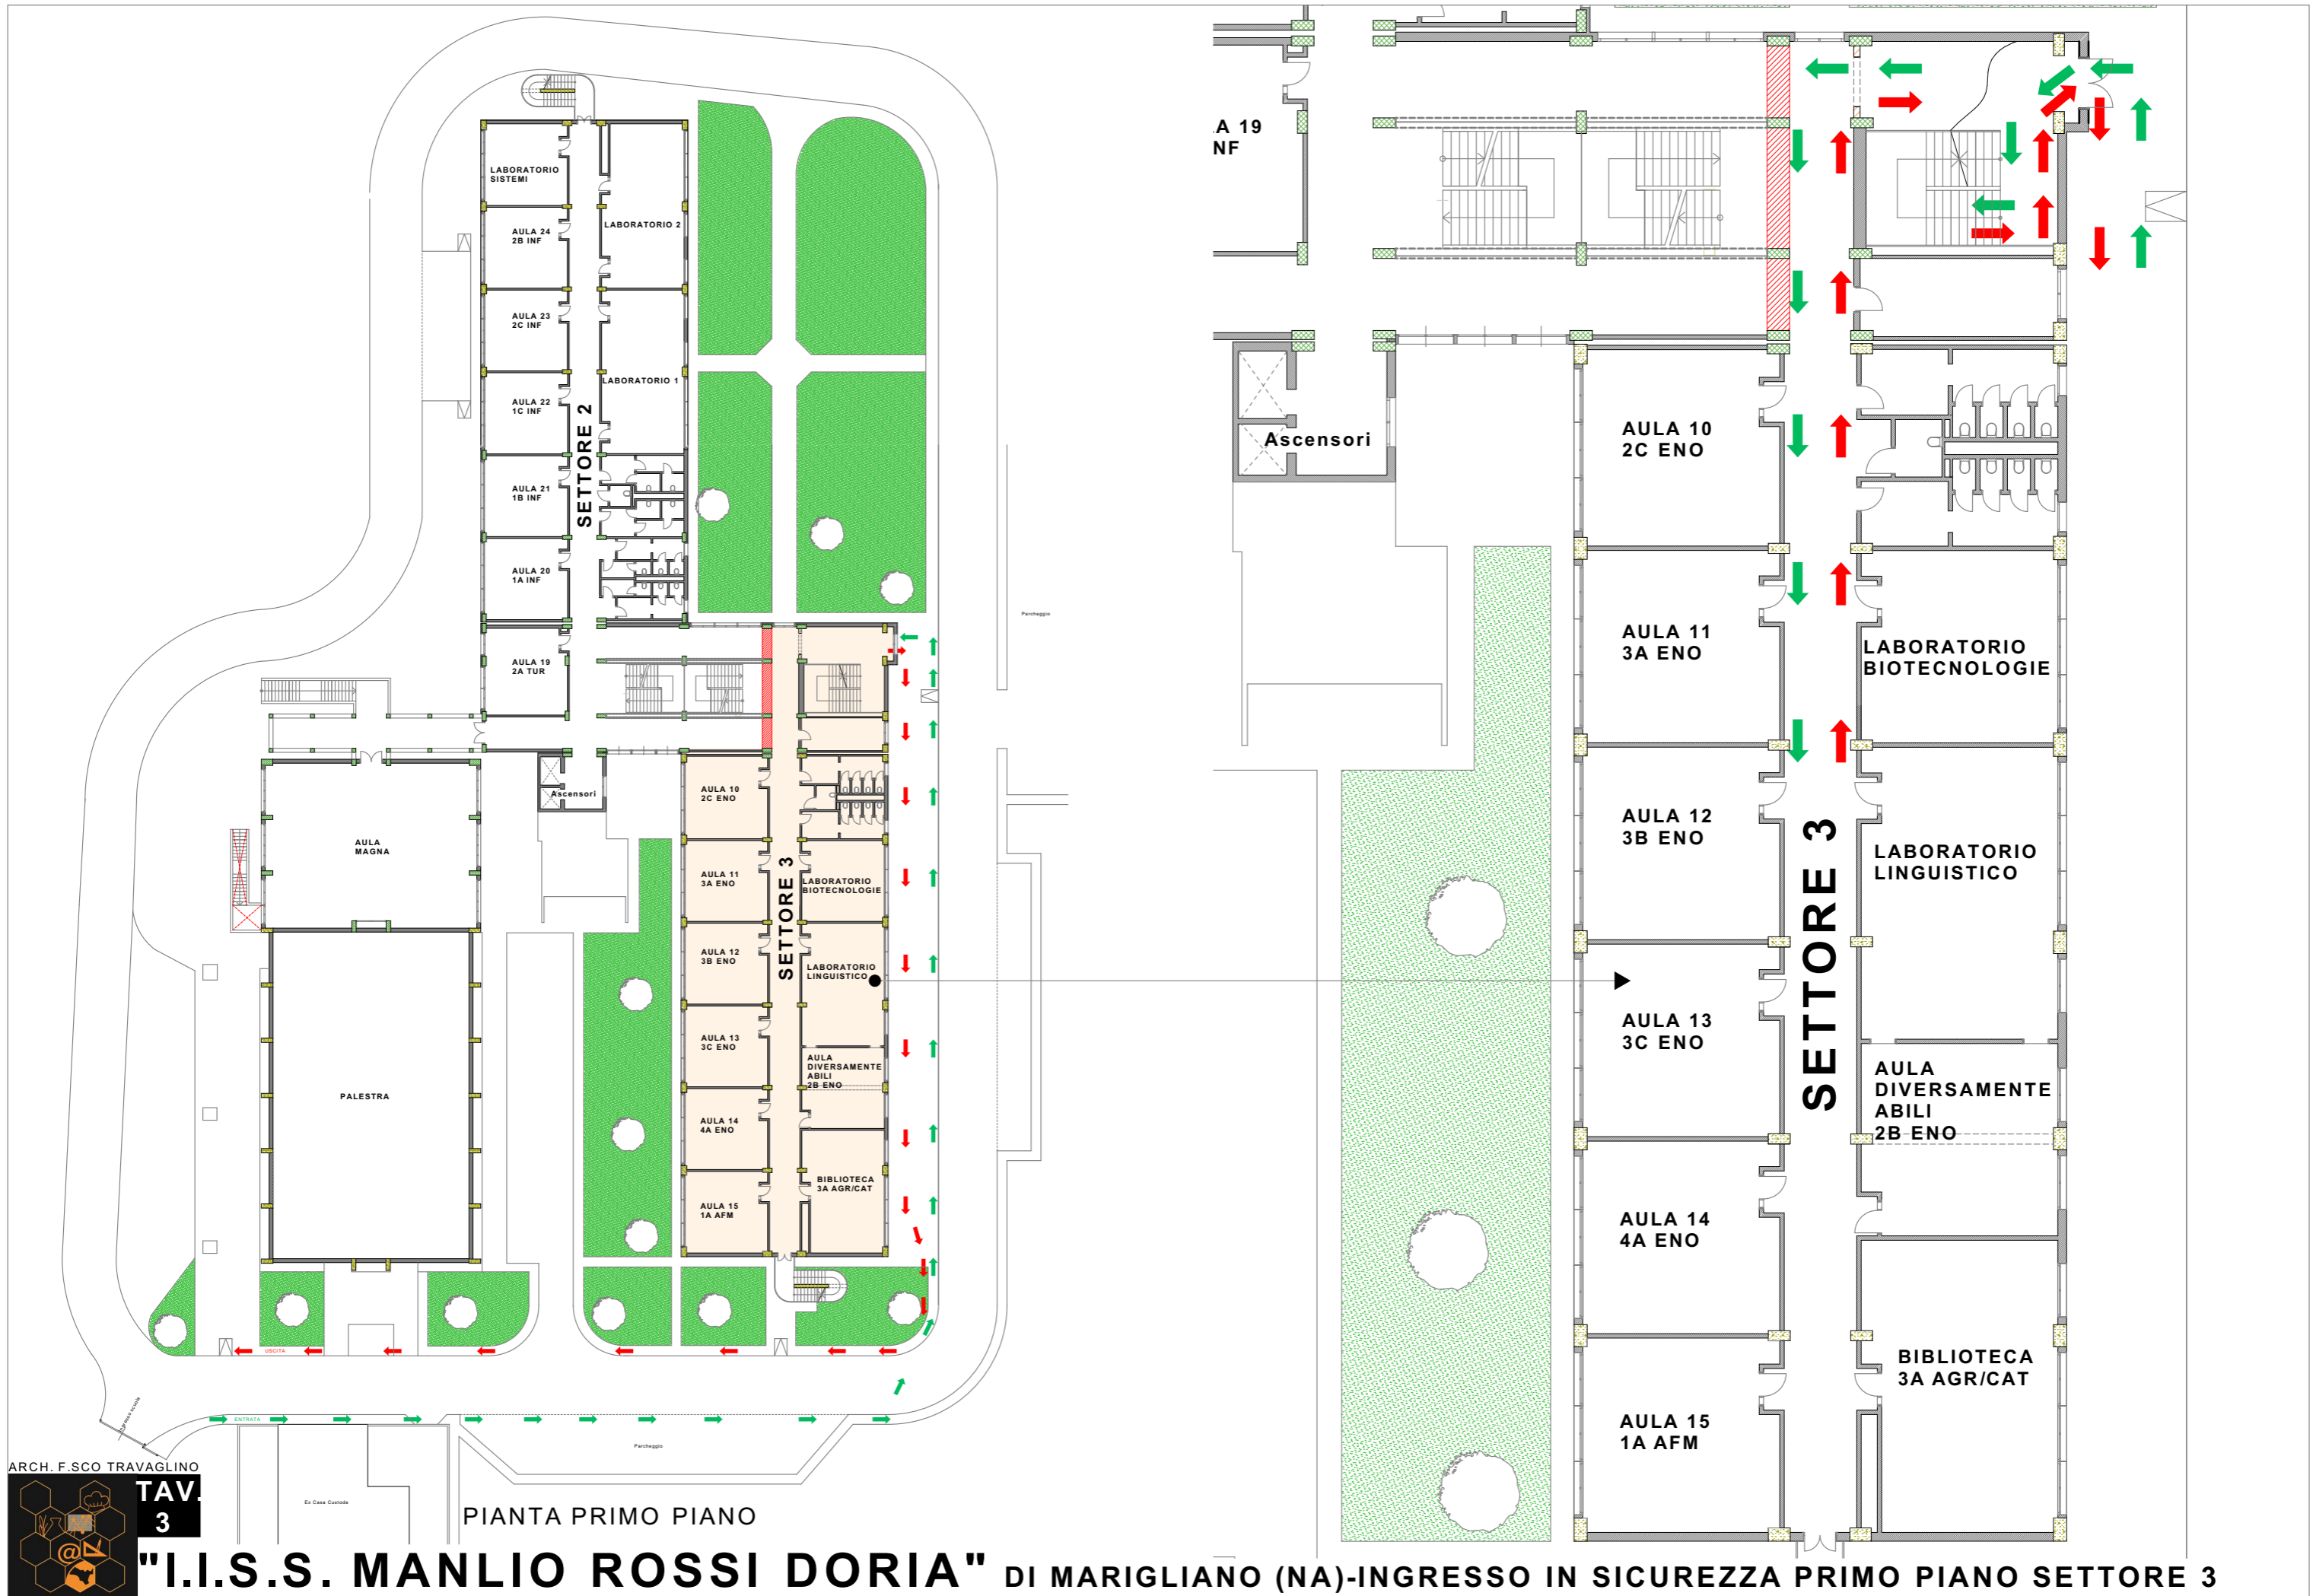 LABORATORIO
SISTEMI
AULA 24
2B INF
LABORATORIO 2
AULA 23
2C INF
AULA 22
1C INF
LABORATORIO 1
SETTORE 2
AULA 21
1B INF
AULA 20
1A INF
AULA 19
2A TUR
Parcheggio
Ascensori
AULA
MAGNA
PALESTRA
AULA 10
2C ENO
AULA 11
3A ENO
LABORATORIO
BIOTECNOLOGIE
AULA 12
3B ENO
SETTORE 3
LABORATORIO
LINGUISTICO
AULA 13
3C ENO
AULA
DIVERSAMENTE
ABILI
2B ENO
AULA 14
4A ENO
AULA 15
1A AFM
BIBLIOTECA
3A AGR/CAT
USCITA
ENTRATA
Parcheggio
Ex Casa Custode
.A 19
NF
Ascensori
AULA 10
2C ENO
AULA 11
3A ENO
LABORATORIO
BIOTECNOLOGIE
AULA 12
3B ENO
LABORATORIO
LINGUISTICO
SETTORE 3
AULA 13
3C ENO
AULA
DIVERSAMENTE
ABILI
2B ENO
AULA 14
4A ENO
BIBLIOTECA
3A AGR/CAT
AULA 15
1A AFM
ARCH. F.SCO TRAVAGLINO
TAV.
3
@
PIANTA PRIMO PIANO
"I.I.S.S. MANLIO ROSSI DORIA" DI MARIGLIANO (NA)-INGRESSO IN SICUREZZA PRIMO PIANO SETTORE 3